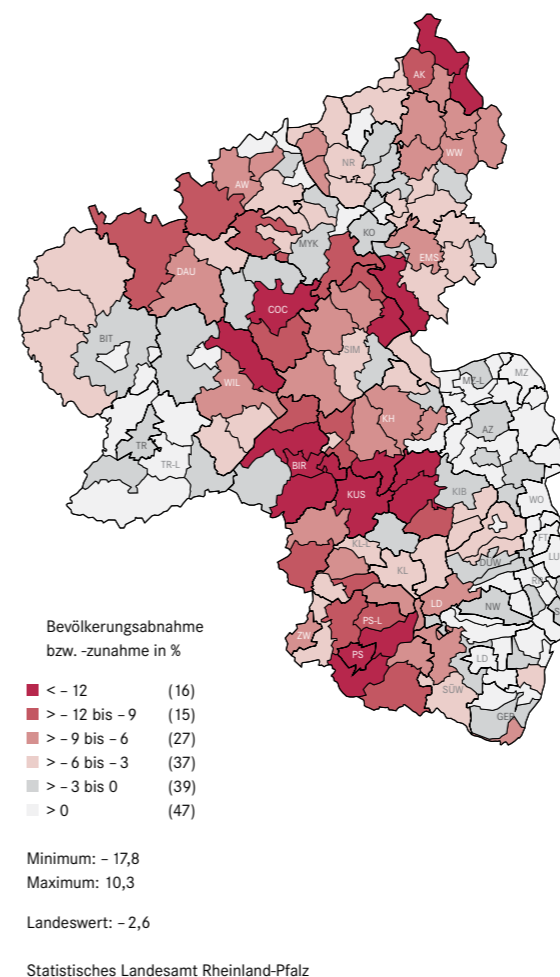 AK
WW
NR
AW
KO
MYK
EMS
DAU
COC
BIT
SIM
WIL
MZ
MZ-L
KH
AZ
TR
TR-L
BIR
KUS
KIB
WO
KL-L
FT
LU
KL
DÜW
LD
NW
PS-L
ZW
PS
LD
SÜW
GER
Bevölkerungsabnahme
bzw. -zunahme in %
< – 12 (16)
> – 12 bis – 9 (15)
> – 9 bis – 6 (27)
> – 6 bis – 3 (37)
> – 3 bis 0 (39)
> 0 (47)
Minimum: – 17,8
Maximum: 10,3
Landeswert: – 2,6
Statistisches Landesamt Rheinland-Pfalz